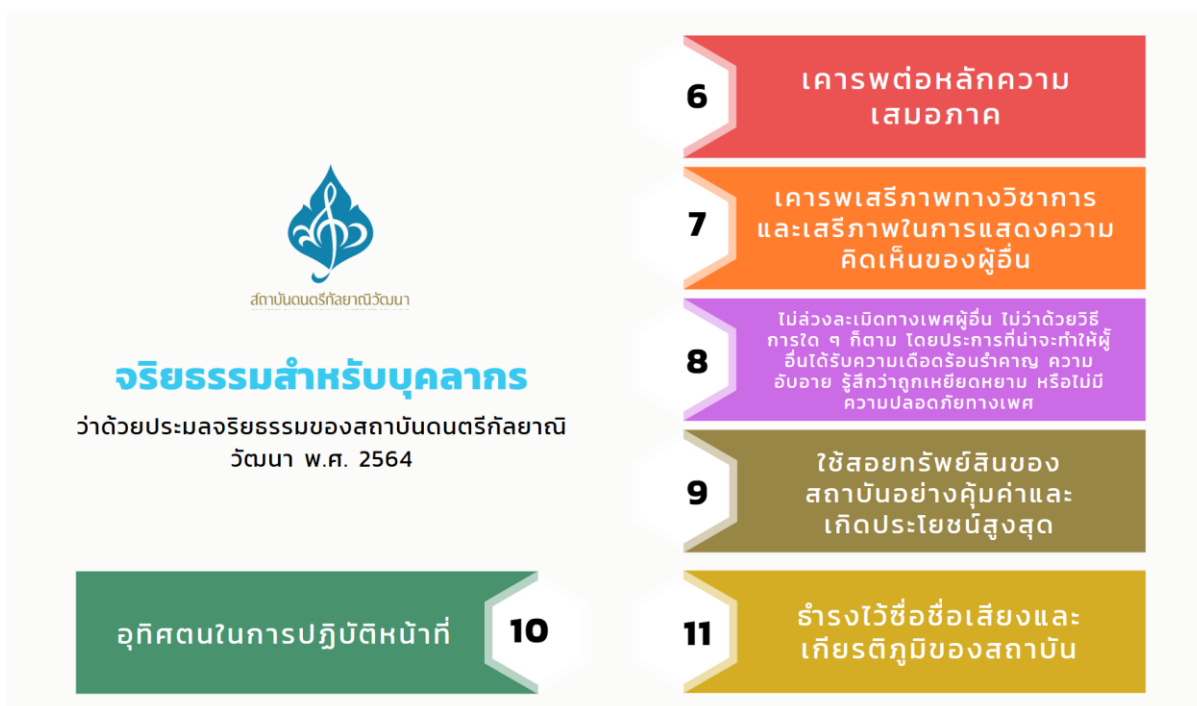 สถาบันดนตรีกัลยาณิวัฒนา
จริยธรรมสำหรับบุคลากร
ว่าด้วยประมลจริยธรรมของสถาบันดนตรีกัลยาณิ
วัฒนา พ.ศ. 2564
6
เคารพต่อหลักความ
เสมอภาค
7
เคารพเสรีภาพทางวิชาการ
และเสรีภาพในการแสดงความ
คิดเห็นของผู้อื่น
8
ไม่ล่วงละเมิดทางเพศผู้อื่น ไม่ว่าด้วยวิธี
การใด ๆ ก็ตาม โดยประการที่น่าจะทำให้ผู้
อื่นได้รับความเดือดร้อนรำคาญ ความ
อับอาย รู้สึกว่าถูกเหยียดหยาม หรือไม่มี
ความปลอดภัยทางเพศ
9
ใช้สอยทรัพย์สินของ
สถาบันอย่างคุ้มค่าและ
เกิดประโยชน์สูงสุด
อุทิศตนในการปฏิบัติหน้าที่
10
11
ธำรงไว้ซึ่อชื่อเสียงและ
เกียรติภูมิของสถาบัน